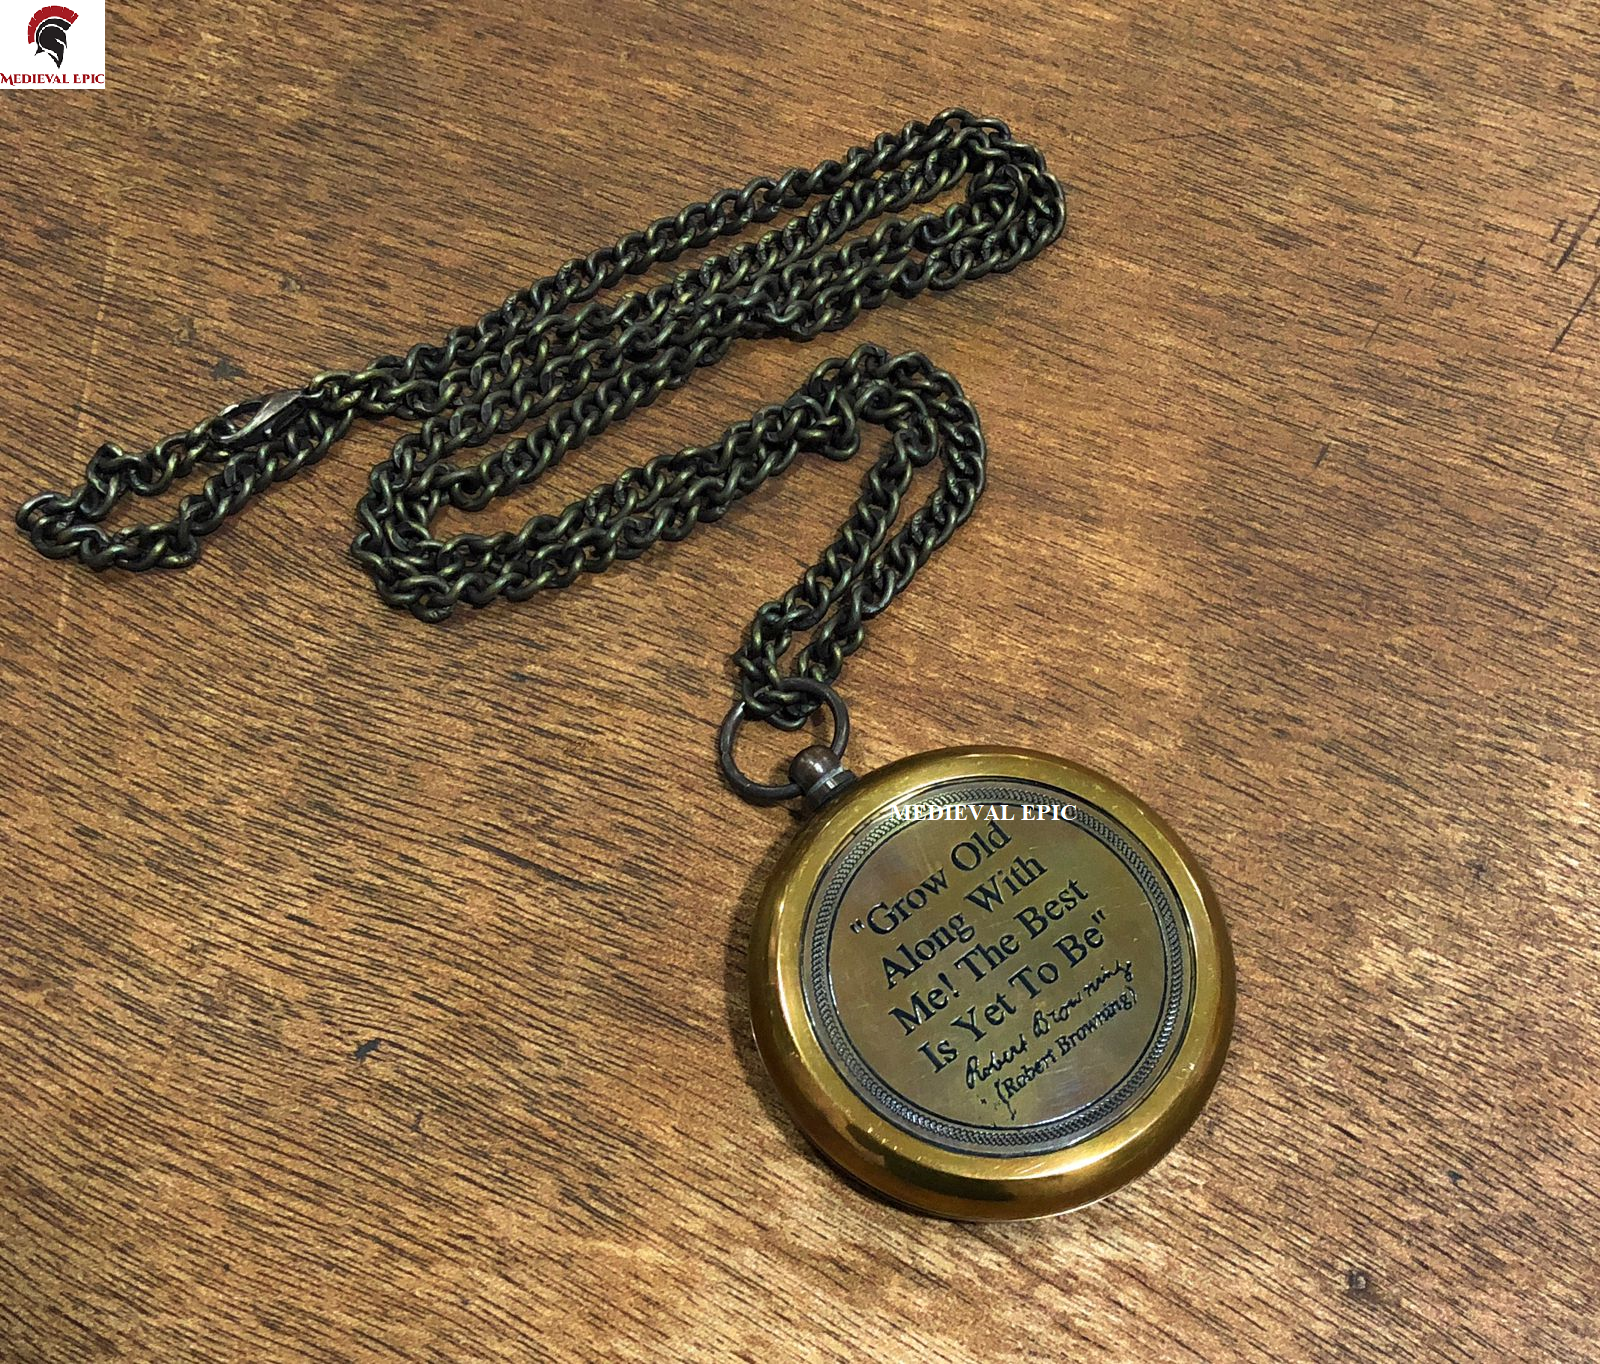 MEDIEVAL EPIC
MEDIEVAL EPIC
"Grow Old
Along With
Me! The Best
Is Yet To Be"
Robert Browning
(Robert Browning)